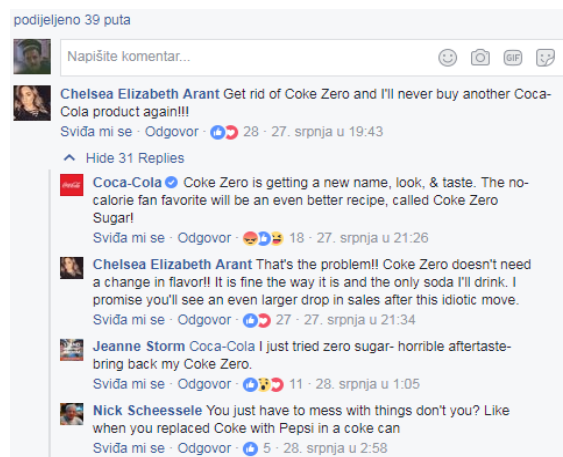 podijeljeno 39 puta
Napišite komentar...
GIF
Chelsea Elizabeth Arant Get rid of Coke Zero and I'll never buy another Coca-
Cola product again!!!
Sviđa mi se · Odgovor · 28 · 27. srpnja u 19:43
Hide 31 Replies
Coca-Cola Coke Zero is getting a new name, look, & taste. The no-
calorie fan favorite will be an even better recipe, called Coke Zero
Sugar!
Sviđa mi se · Odgovor · 18 · 27. srpnja u 21:26
Chelsea Elizabeth Arant That's the problem!! Coke Zero doesn't need
a change in flavor!! It is fine the way it is and the only soda I'll drink. I
promise you'll see an even larger drop in sales after this idiotic move.
Sviđa mi se · Odgovor · 27 · 27. srpnja u 21:34
Jeanne Storm Coca-Cola I just tried zero sugar- horrible aftertaste-
bring back my Coke Zero.
Sviđa mi se · Odgovor · 11 · 28. srpnja u 1:05
Nick Scheessele You just have to mess with things don't you? Like
when you replaced Coke with Pepsi in a coke can
Sviđa mi se · Odgovor · 5 · 28. srpnja u 2:58